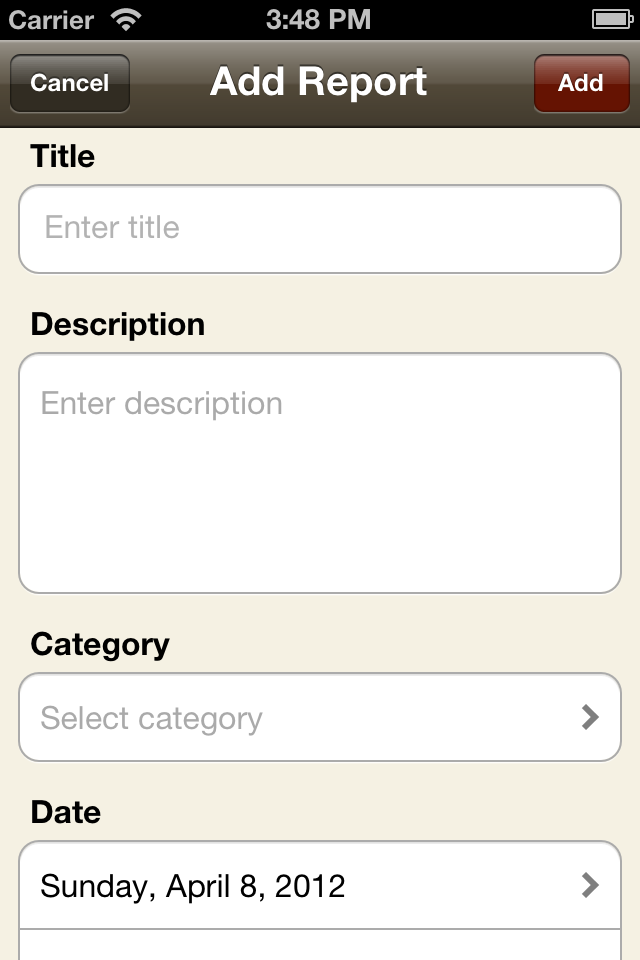 Carrier 3:48 PM
Cancel Add Report Add
Title
Enter title
Description
Enter description
Category
Select category
Date
Sunday, April 8, 2012